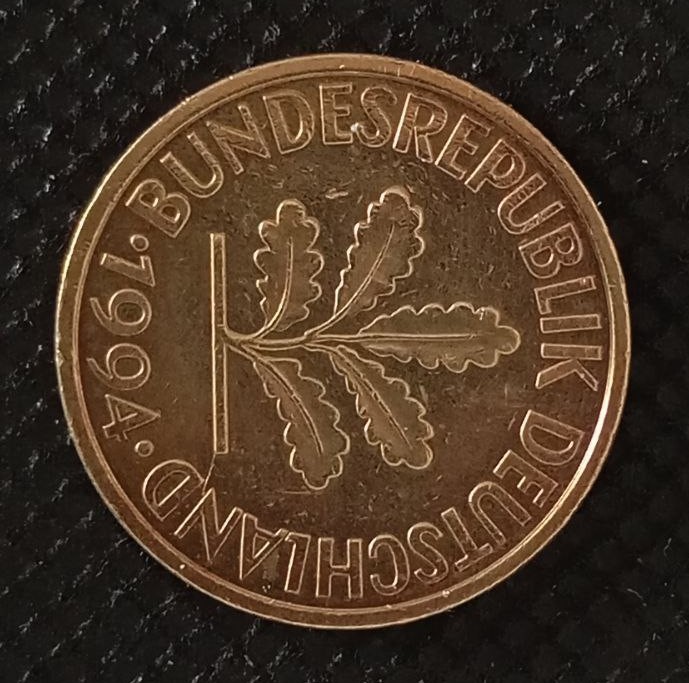 BUNDESREPUBLIK DEUTSCHLAND
·1994·